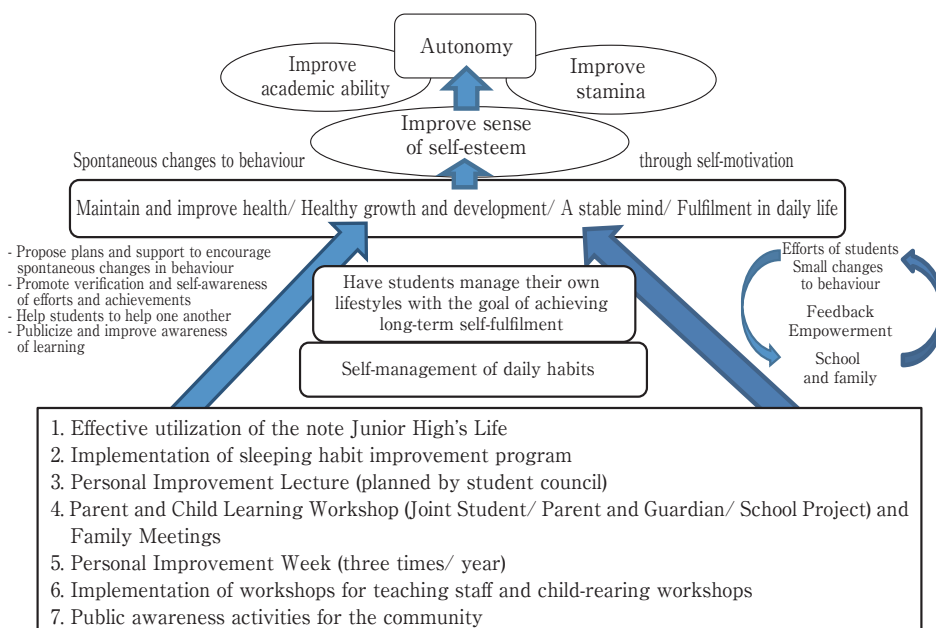 Autonomy
Improve
academic ability
Improve
stamina
Improve sense
of self-esteem
Spontaneous changes to behaviour
through self-motivation
Maintain and improve health/ Healthy growth and development/ A stable mind/ Fulfilment in daily life
- Propose plans and support to encourage
spontaneous changes in behaviour
- Promote verification and self-awareness
of efforts and achievements
- Help students to help one another
- Publicize and improve awareness
of learning
Have students manage their own
lifestyles with the goal of achieving
long-term self-fulfilment
Self-management of daily habits
Efforts of students
Small changes
to behaviour
Feedback
Empowerment
School
and family
1. Effective utilization of the note Junior High's Life
2. Implementation of sleeping habit improvement program
3. Personal Improvement Lecture (planned by student council)
4. Parent and Child Learning Workshop (Joint Student/ Parent and Guardian/ School Project) and
Family Meetings
5. Personal Improvement Week (three times/ year)
6. Implementation of workshops for teaching staff and child-rearing workshops
7. Public awareness activities for the community